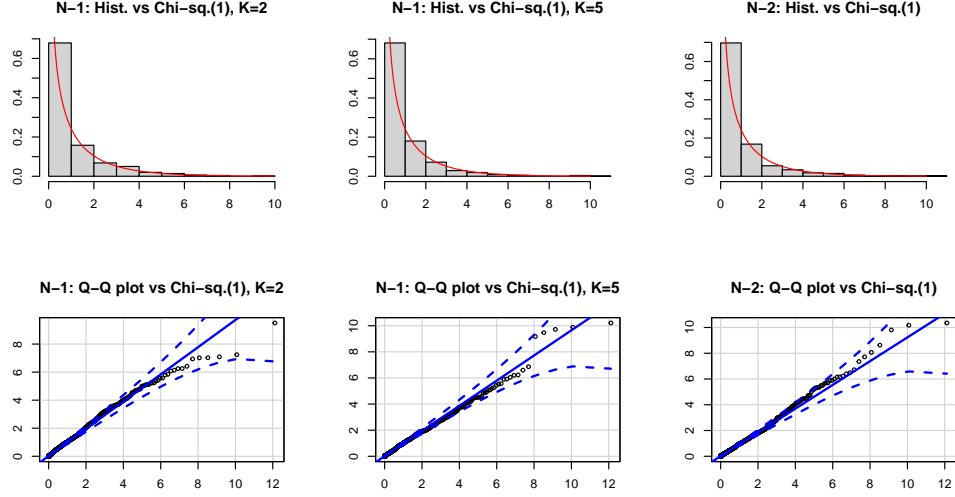 N−1: Hist. vs Chi−sq.(1), K=2
N−1: Hist. vs Chi−sq.(1), K=5
N−2: Hist. vs Chi−sq.(1)
0.6
0.4
0.2
0.0
0 2 4 6 8 10
0.6
0.4
0.2
0.0
0 2 4 6 8 10
0.6
0.4
0.2
0.0
0 2 4 6 8 10
N−1: Q−Q plot vs Chi−sq.(1), K=2
N−1: Q−Q plot vs Chi−sq.(1), K=5
N−2: Q−Q plot vs Chi−sq.(1)
8
6
4
2
0
0 2 4 6 8 10 12
10
8
6
4
2
0
0 2 4 6 8 10 12
10
8
6
4
2
0
0 2 4 6 8 10 12